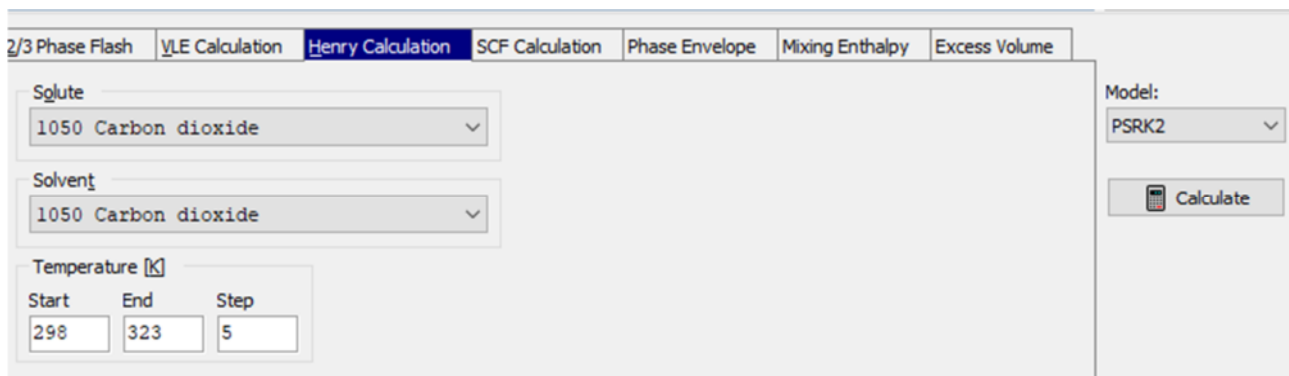 2/3 Phase Flash VLE Calculation Henry Calculation SCF Calculation Phase Envelope Mixing Enthalpy Excess Volume
Solute
1050 Carbon dioxide
Solvent
1050 Carbon dioxide
Temperature [K]
Start End Step
298 323 5
Model:
PSRK2
Calculate